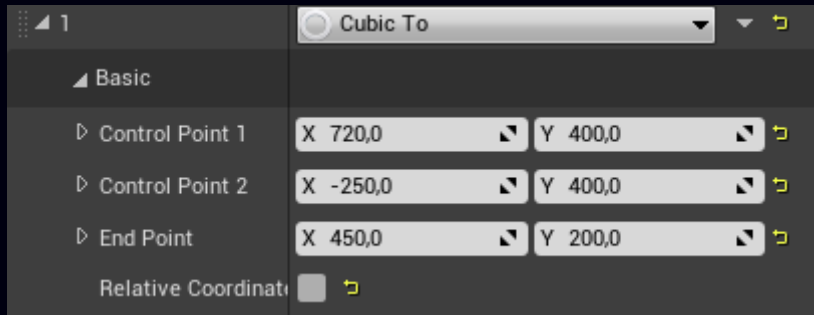 1 Cubic To
Basic
Control Point 1 X 720,0 Y 400,0
Control Point 2 X -250,0 Y 400,0
End Point X 450,0 Y 200,0
Relative Coordinat